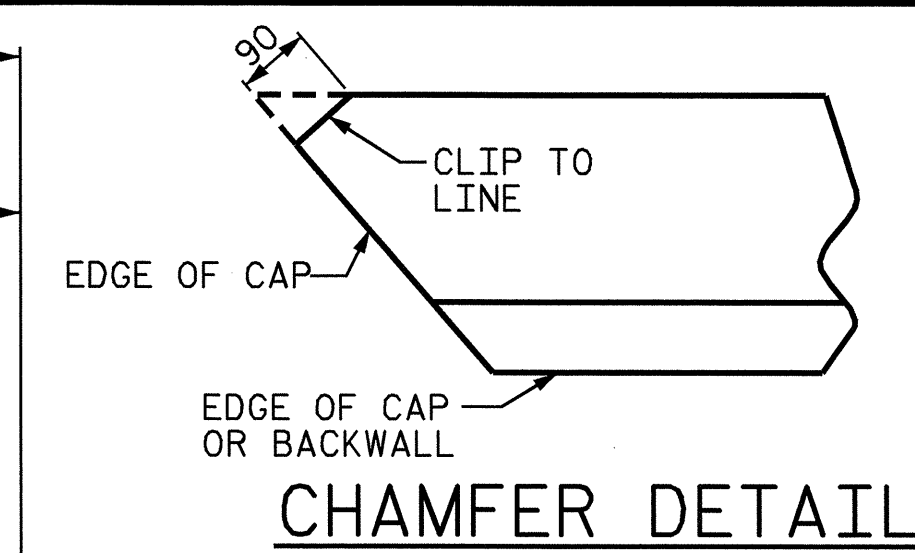 90
CLIP TO
LINE
EDGE OF CAP
EDGE OF CAP
OR BACKWALL
CHAMFER DETAIL